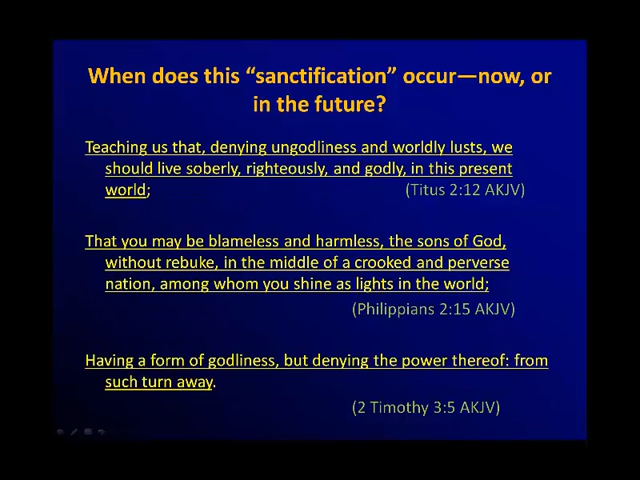 When does this “sanctification” occur—now, or
in the future?
Teaching us that, denying ungodliness and worldly lusts, we
should live soberly, righteously, and godly, in this present
world; (Titus 2:12 AKJV)
That you may be blameless and harmless, the sons of God,
without rebuke, in the middle of a crooked and perverse
nation, among whom you shine as lights in the world;
(Philippians 2:15 AKJV)
Having a form of godliness, but denying the power thereof: from
such turn away.
(2 Timothy 3:5 AKJV)